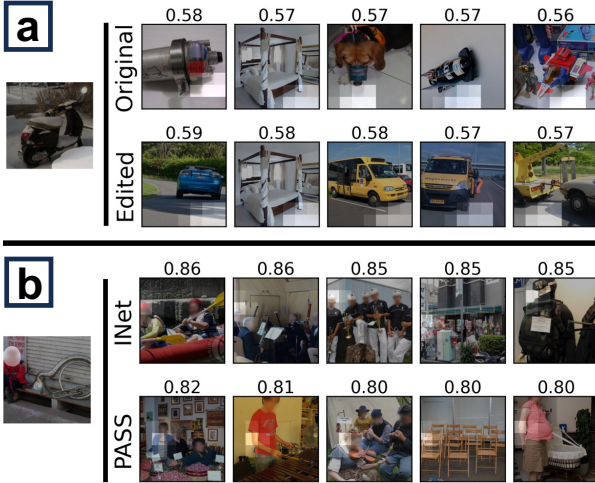 a
Original
0.58 0.57 0.57 0.57 0.56
Edited
0.59 0.58 0.58 0.57 0.57
b
INet
0.86 0.86 0.85 0.85 0.85
PASS
0.82 0.81 0.80 0.80 0.80